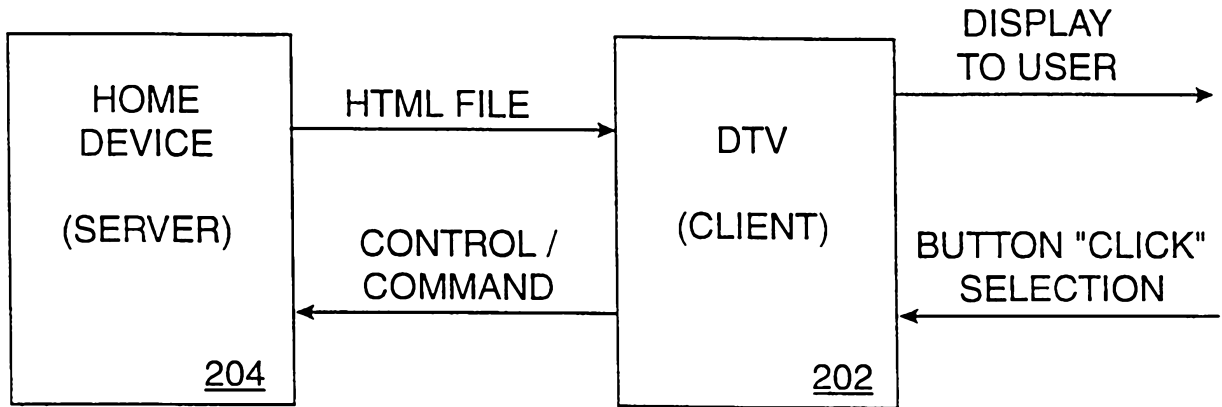 HOME
DEVICE
(SERVER)
204
HTML FILE
CONTROL /
COMMAND
DTV
(CLIENT)
202
DISPLAY
TO USER
BUTTON "CLICK"
SELECTION